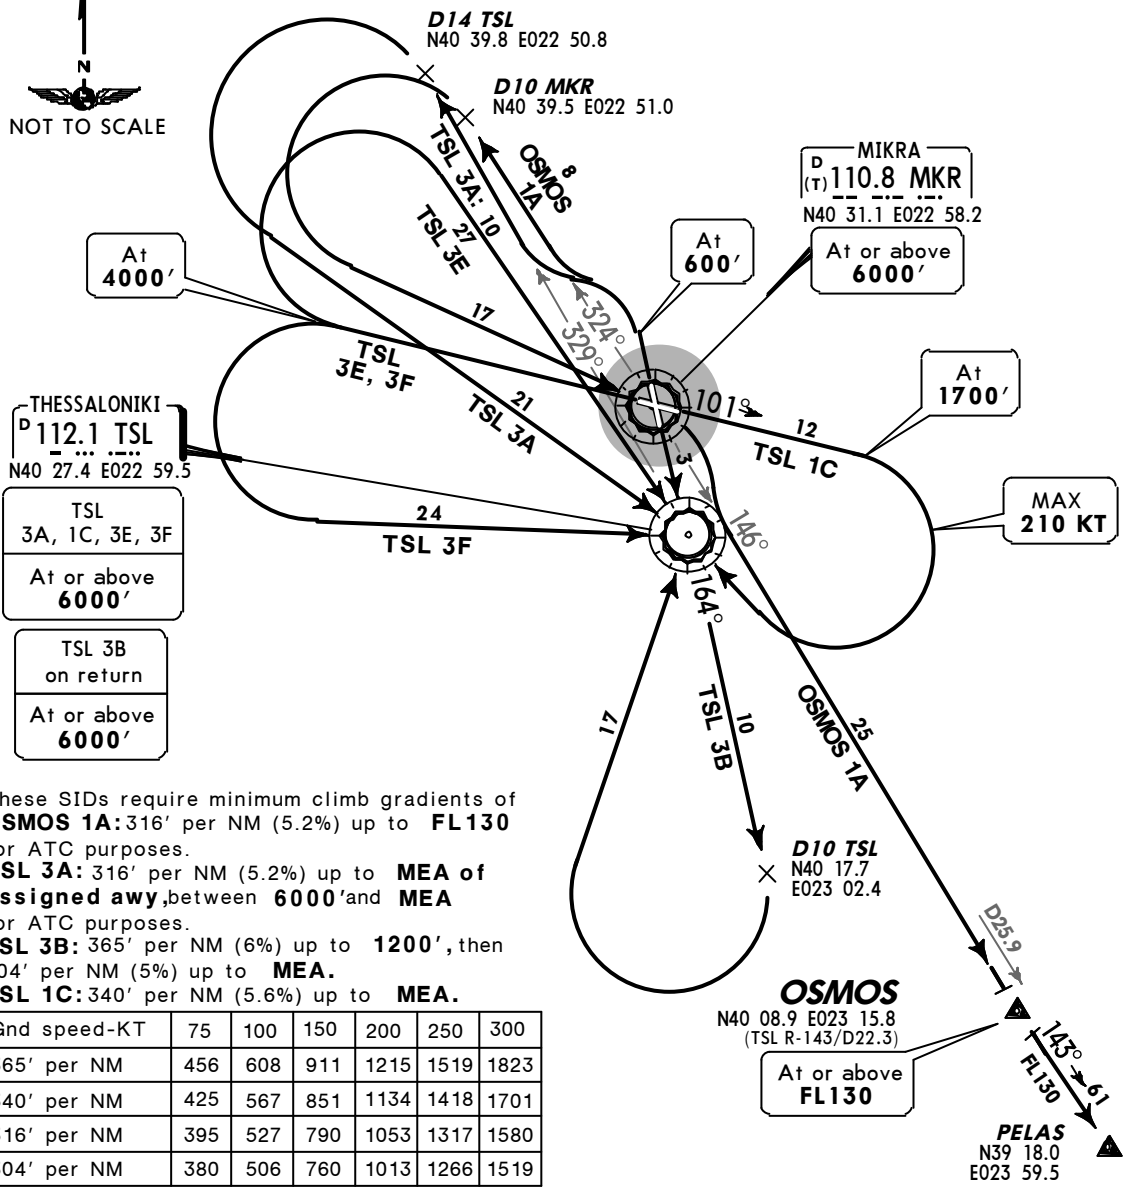 D14 TSL
N40 39.8 E022 50.8
D10 MKR
N40 39.5 E022 51.0
N
NOT TO SCALE
MIKRA
D
(T) 110.8 MKR
N40 31.1 E022 58.2
At or above
6000'
At
600'
At
4000'
At
1700'
MAX
210 KT
THESSALONIKI
D 112.1 TSL
N40 27.4 E022 59.5
TSL
3A, 1C, 3E, 3F
At or above
6000'
TSL 3B
on return
At or above
6000'
TSL 3A: 10
8
OSMOS
1A
27
TSL 3E
17
324°
329°
TSL
3E, 3F
21
TSL 3A
101°
12
TSL 1C
3
146°
24
TSL 3F
164°
17
10
TSL 3B
25
OSMOS 1A
D10 TSL
N40 17.7
E023 02.4
D25.9
OSMOS
N40 08.9 E023 15.8
(TSL R-143/D22.3)
At or above
FL130
143°
61
FL130
PELAS
N39 18.0
E023 59.5
hese SIDs require minimum climb gradients of
SMOS 1A: 316' per NM (5.2%) up to FL130
or ATC purposes.
SL 3A: 316' per NM (5.2%) up to MEA of
ssigned awy, between 6000' and MEA
or ATC purposes.
SL 3B: 365' per NM (6%) up to 1200', then
04' per NM (5%) up to MEA.
SL 1C: 340' per NM (5.6%) up to MEA.
Gnd speed-KT 75 100 150 200 250 300
65' per NM 456 608 911 1215 1519 1823
40' per NM 425 567 851 1134 1418 1701
16' per NM 395 527 790 1053 1317 1580
04' per NM 380 506 760 1013 1266 1519